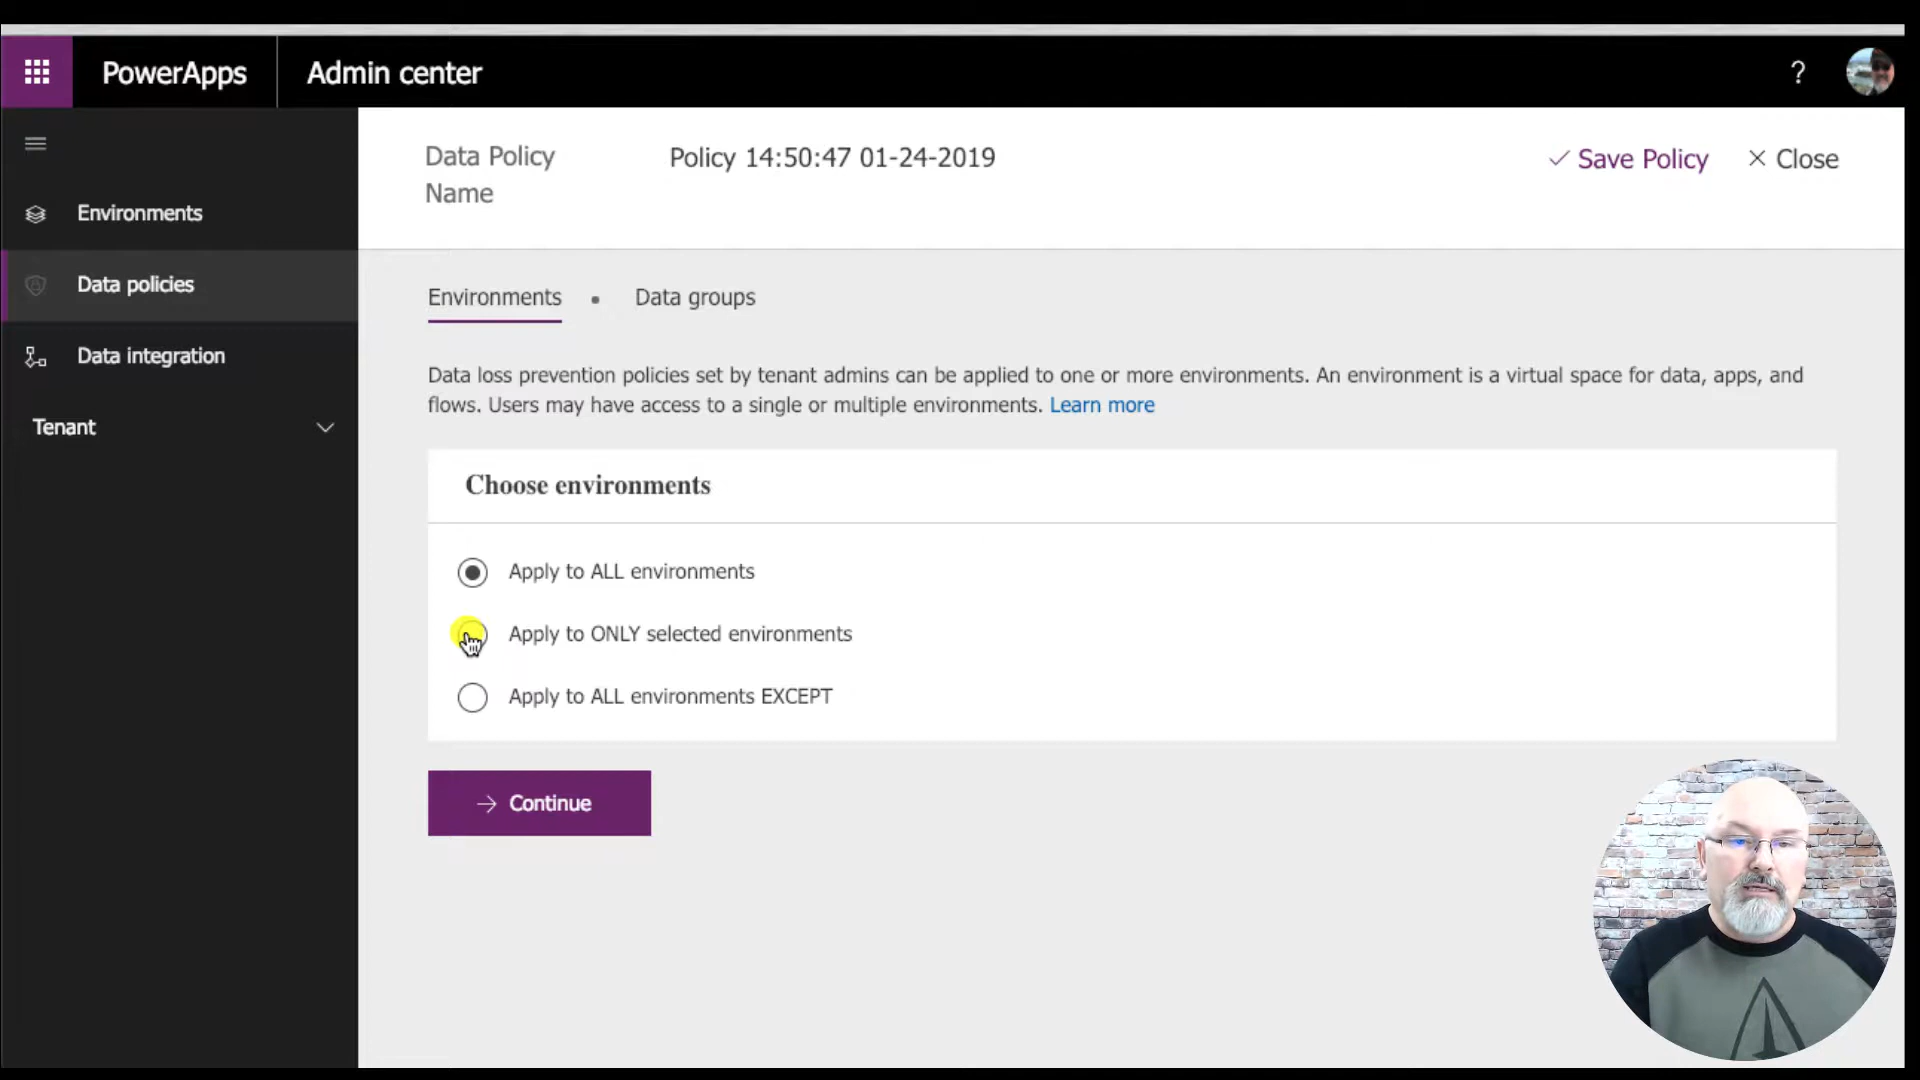 PowerApps
Admin center
?
Environments
Data policies
Data integration
Tenant
Data Policy
Name
Policy 14:50:47 01-24-2019
Save Policy
Close
Environments
Data groups
Data loss prevention policies set by tenant admins can be applied to one or more environments. An environment is a virtual space for data, apps, and
flows. Users may have access to a single or multiple environments. Learn more
Choose environments
Apply to ALL environments
Apply to ONLY selected environments
Apply to ALL environments EXCEPT
Continue